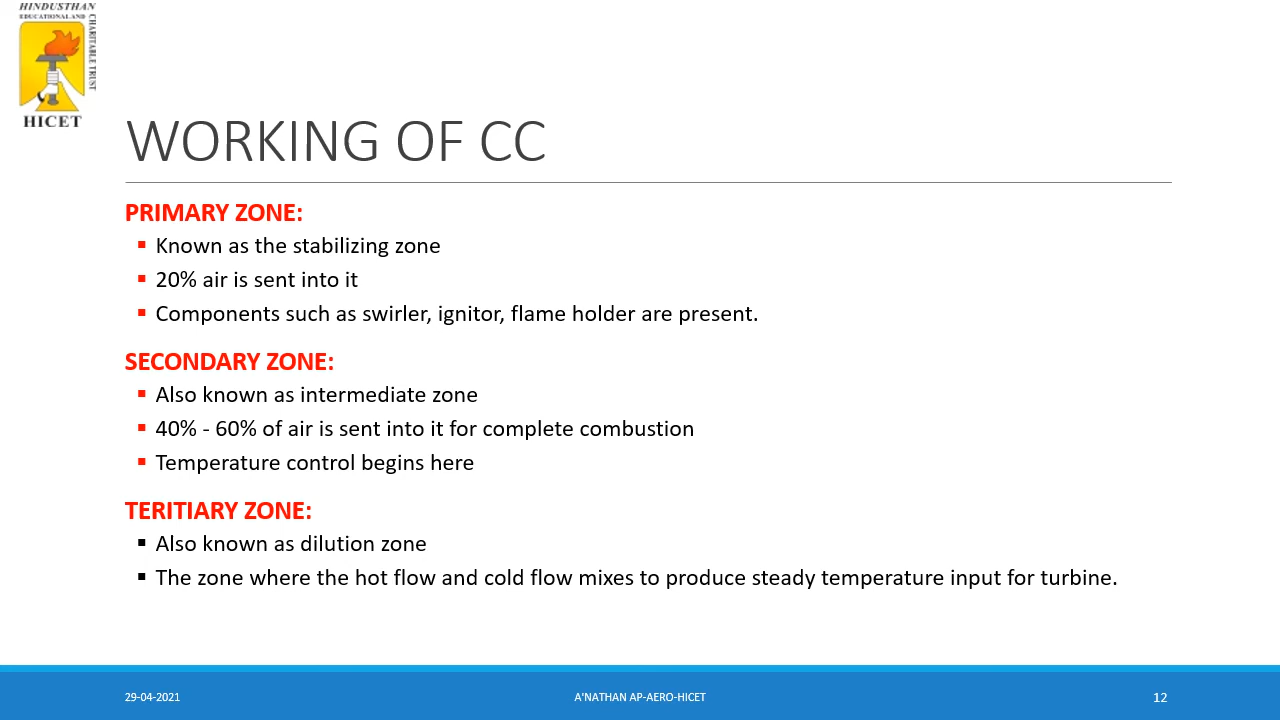 HINDUSTHAN
EDUCATIONAL AND
CHARITABLE TRUST
HICET
WORKING OF CC
PRIMARY ZONE:
▪ Known as the stabilizing zone
▪ 20% air is sent into it
▪ Components such as swirler, ignitor, flame holder are present.
SECONDARY ZONE:
▪ Also known as intermediate zone
▪ 40% - 60% of air is sent into it for complete combustion
▪ Temperature control begins here
TERITIARY ZONE:
▪ Also known as dilution zone
▪ The zone where the hot flow and cold flow mixes to produce steady temperature input for turbine.
29-04-2021
A'NATHAN AP-AERO-HICET
12